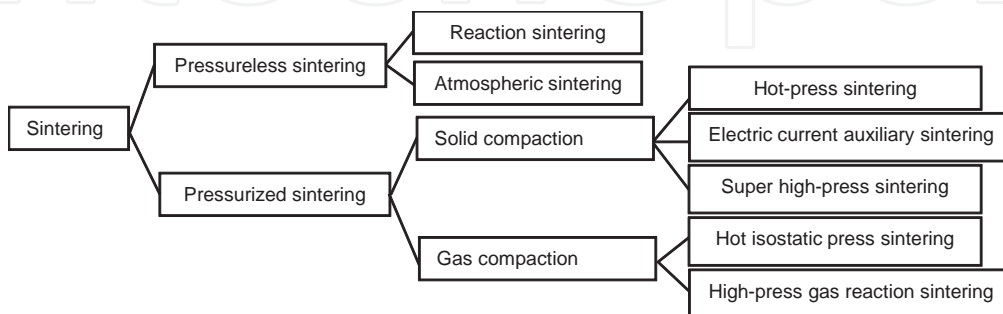 Reaction sintering
Pressureless sintering
Atmospheric sintering
Hot-press sintering
Sintering
Solid compaction
Electric current auxiliary sintering
Pressurized sintering
Super high-press sintering
Gas compaction
Hot isostatic press sintering
High-press gas reaction sintering